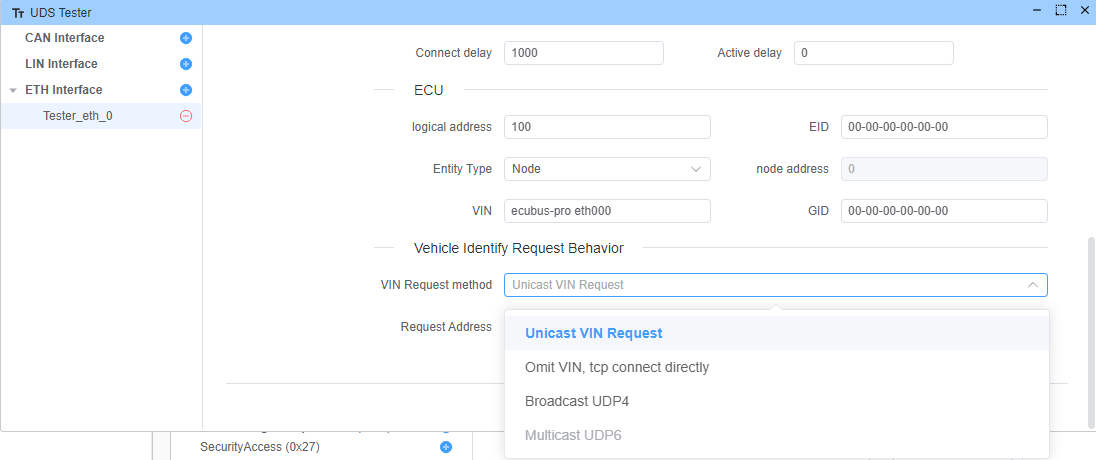 UDS Tester
CAN Interface
LIN Interface
ETH Interface
Tester_eth_0
Connect delay 1000 Active delay 0
ECU
logical address 100 EID 00-00-00-00-00-00
Entity Type Node node address 0
VIN ecubus-pro eth000 GID 00-00-00-00-00-00
Vehicle Identify Request Behavior
VIN Request method Unicast VIN Request
Request Address
Unicast VIN Request
Omit VIN, tcp connect directly
Broadcast UDP4
Multicast UDP6
SecurityAccess (0x27)